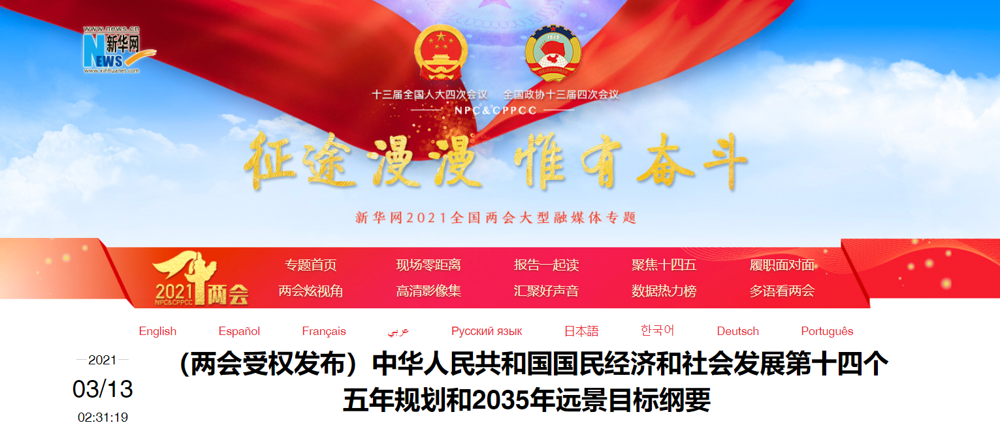 www.news.cn
新华网
NEWS
www.xinhuanet.com
1949
十三届全国人大四次会议 全国政协十三届四次会议
NPC&CPPCC
征途漫漫 惟有奋斗
新华网2021全国两会大型融媒体专题
2021两会
NPC&CPPCC
专题首页 现场零距离 报告一起读 聚焦十四五 履职面对面
两会炫视角 高清影像集 汇聚好声音 数据热力榜 多语看两会
English Español Français عربي Русский язык 日本語 한국어 Deutsch Português
2021
03/13
02:31:19
（两会受权发布）中华人民共和国国民经济和社会发展第十四个
五年规划和2035年远景目标纲要